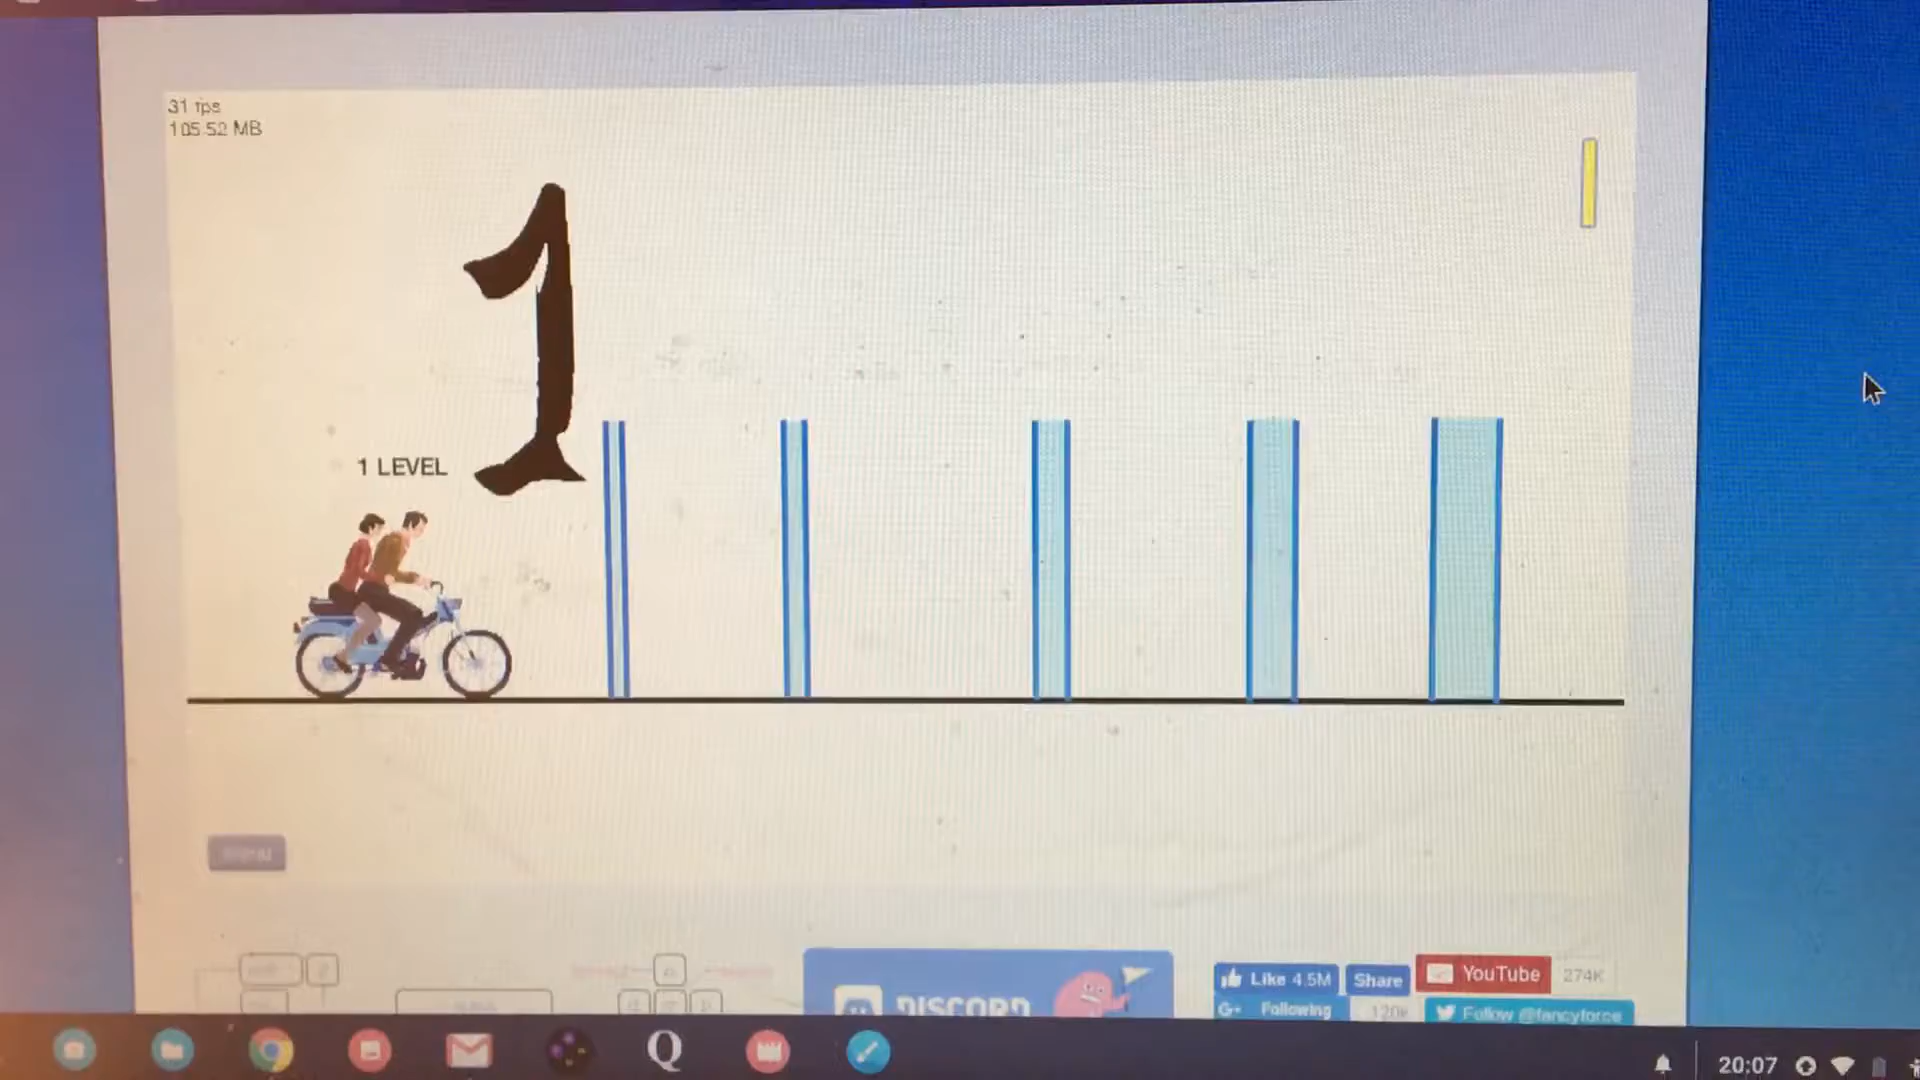 31 fps
105.52 MB
1
1 LEVEL
DISCORD
Like 4.5M
Share
YouTube
274K
G+ Following
Follow @fancyforce
Q
20:07